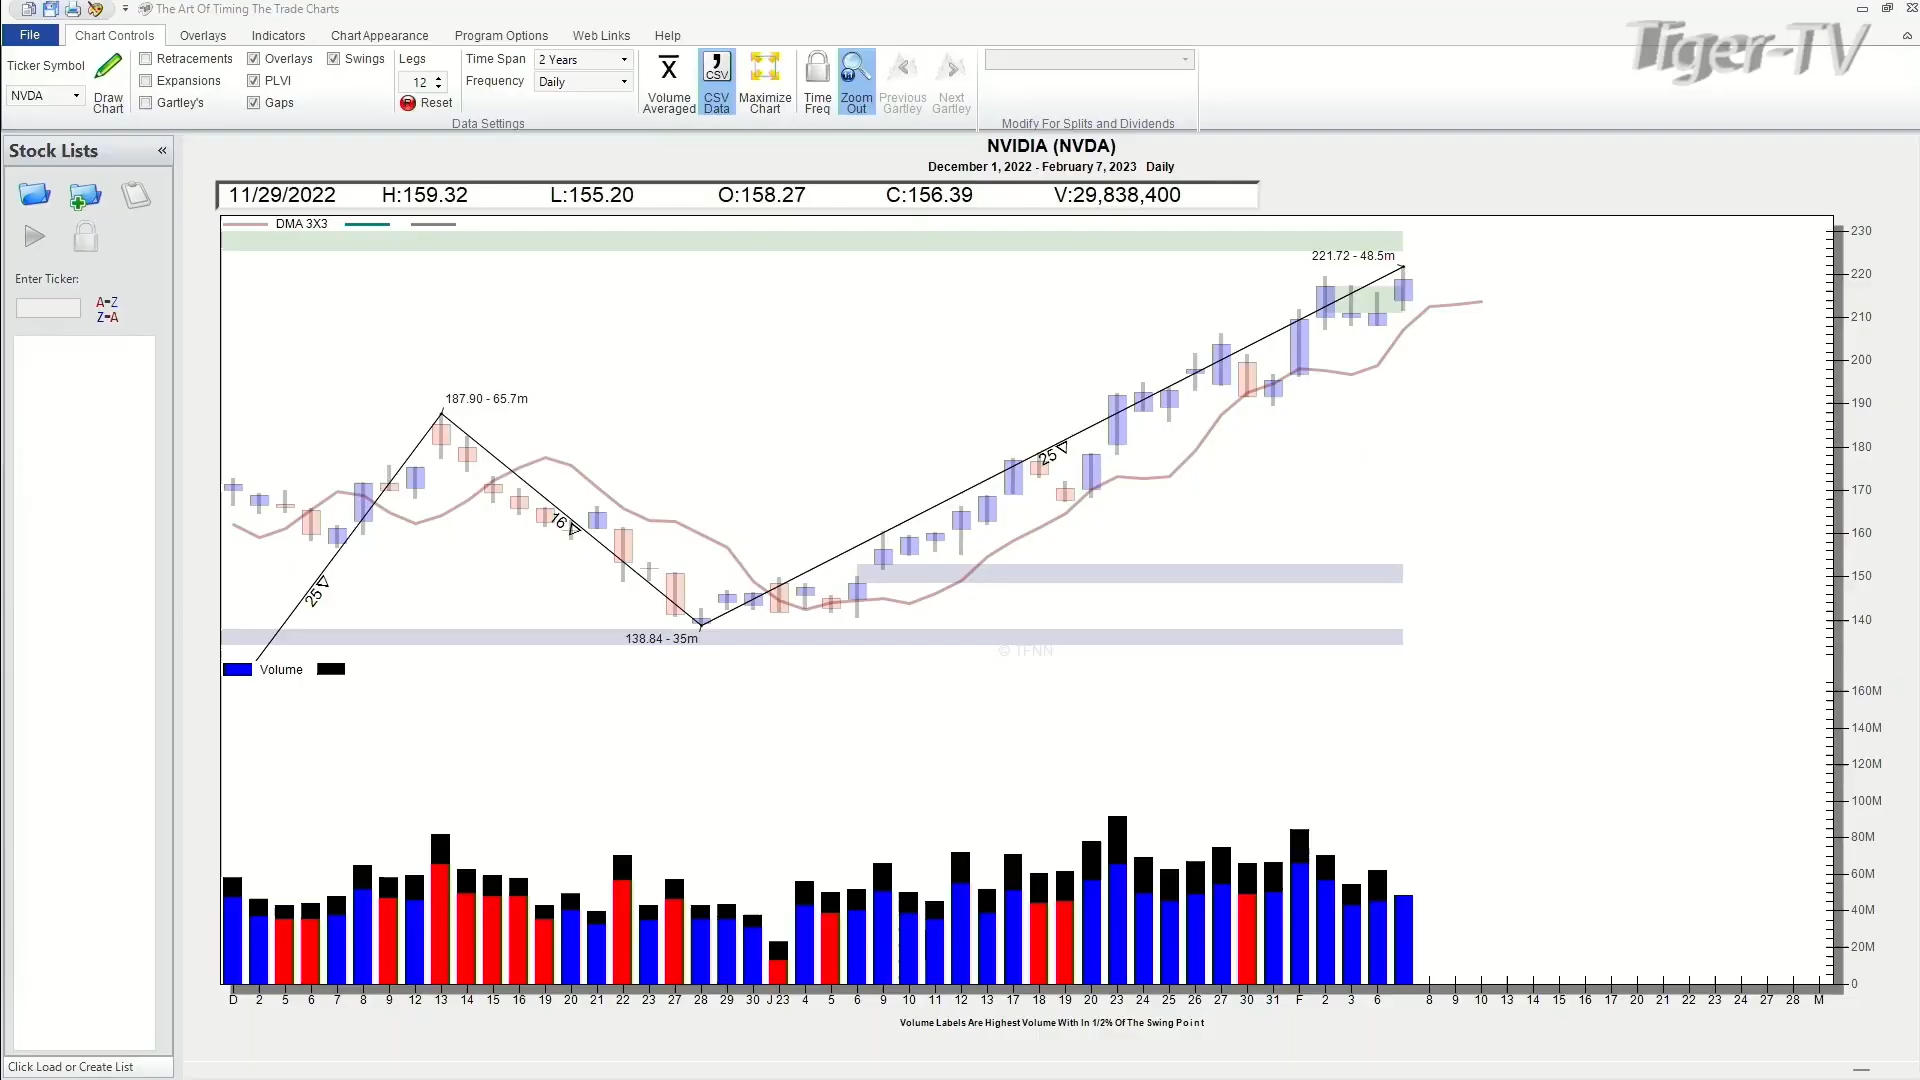 The Art Of Timing The Trade Charts
File Chart Controls Overlays Indicators Chart Appearance Program Options Web Links Help
Tiger-TV
Ticker Symbol
NVDA
Draw Chart
Retracements
Expansions
Gartley's
Overlays
PLVI
Gaps
Swings
Legs
12
Reset
Time Span 2 Years
Frequency Daily
Data Settings
Volume Averaged
CSV Data
Maximize Chart
Time Freq
Zoom Out
Previous Gartley
Next Gartley
Modify For Splits and Dividends
Stock Lists
Enter Ticker:
A-Z
Z-A
Click Load or Create List
NVIDIA (NVDA)
December 1, 2022 - February 7, 2023 Daily
11/29/2022 H:159.32 L:155.20 O:158.27 C:156.39 V:29,838,400
DMA 3X3
221.72 - 48.5m
187.90 - 65.7m
138.84 - 35m
25
16
25
© TFNN
230
220
210
200
190
180
170
160
150
140
Volume
160M
140M
120M
100M
80M
60M
40M
20M
0
D 2 5 6 7 8 9 12 13 14 15 16 19 20 21 22 23 27 28 29 30 J 23 4 5 6 9 10 11 12 13 17 18 19 20 23 24 25 26 27 30 31 F 2 3 6 8 9 10 13 14 15 16 17 20 21 22 23 24 27 28 M
Volume Labels Are Highest Volume With In 1/2% Of The Swing Point